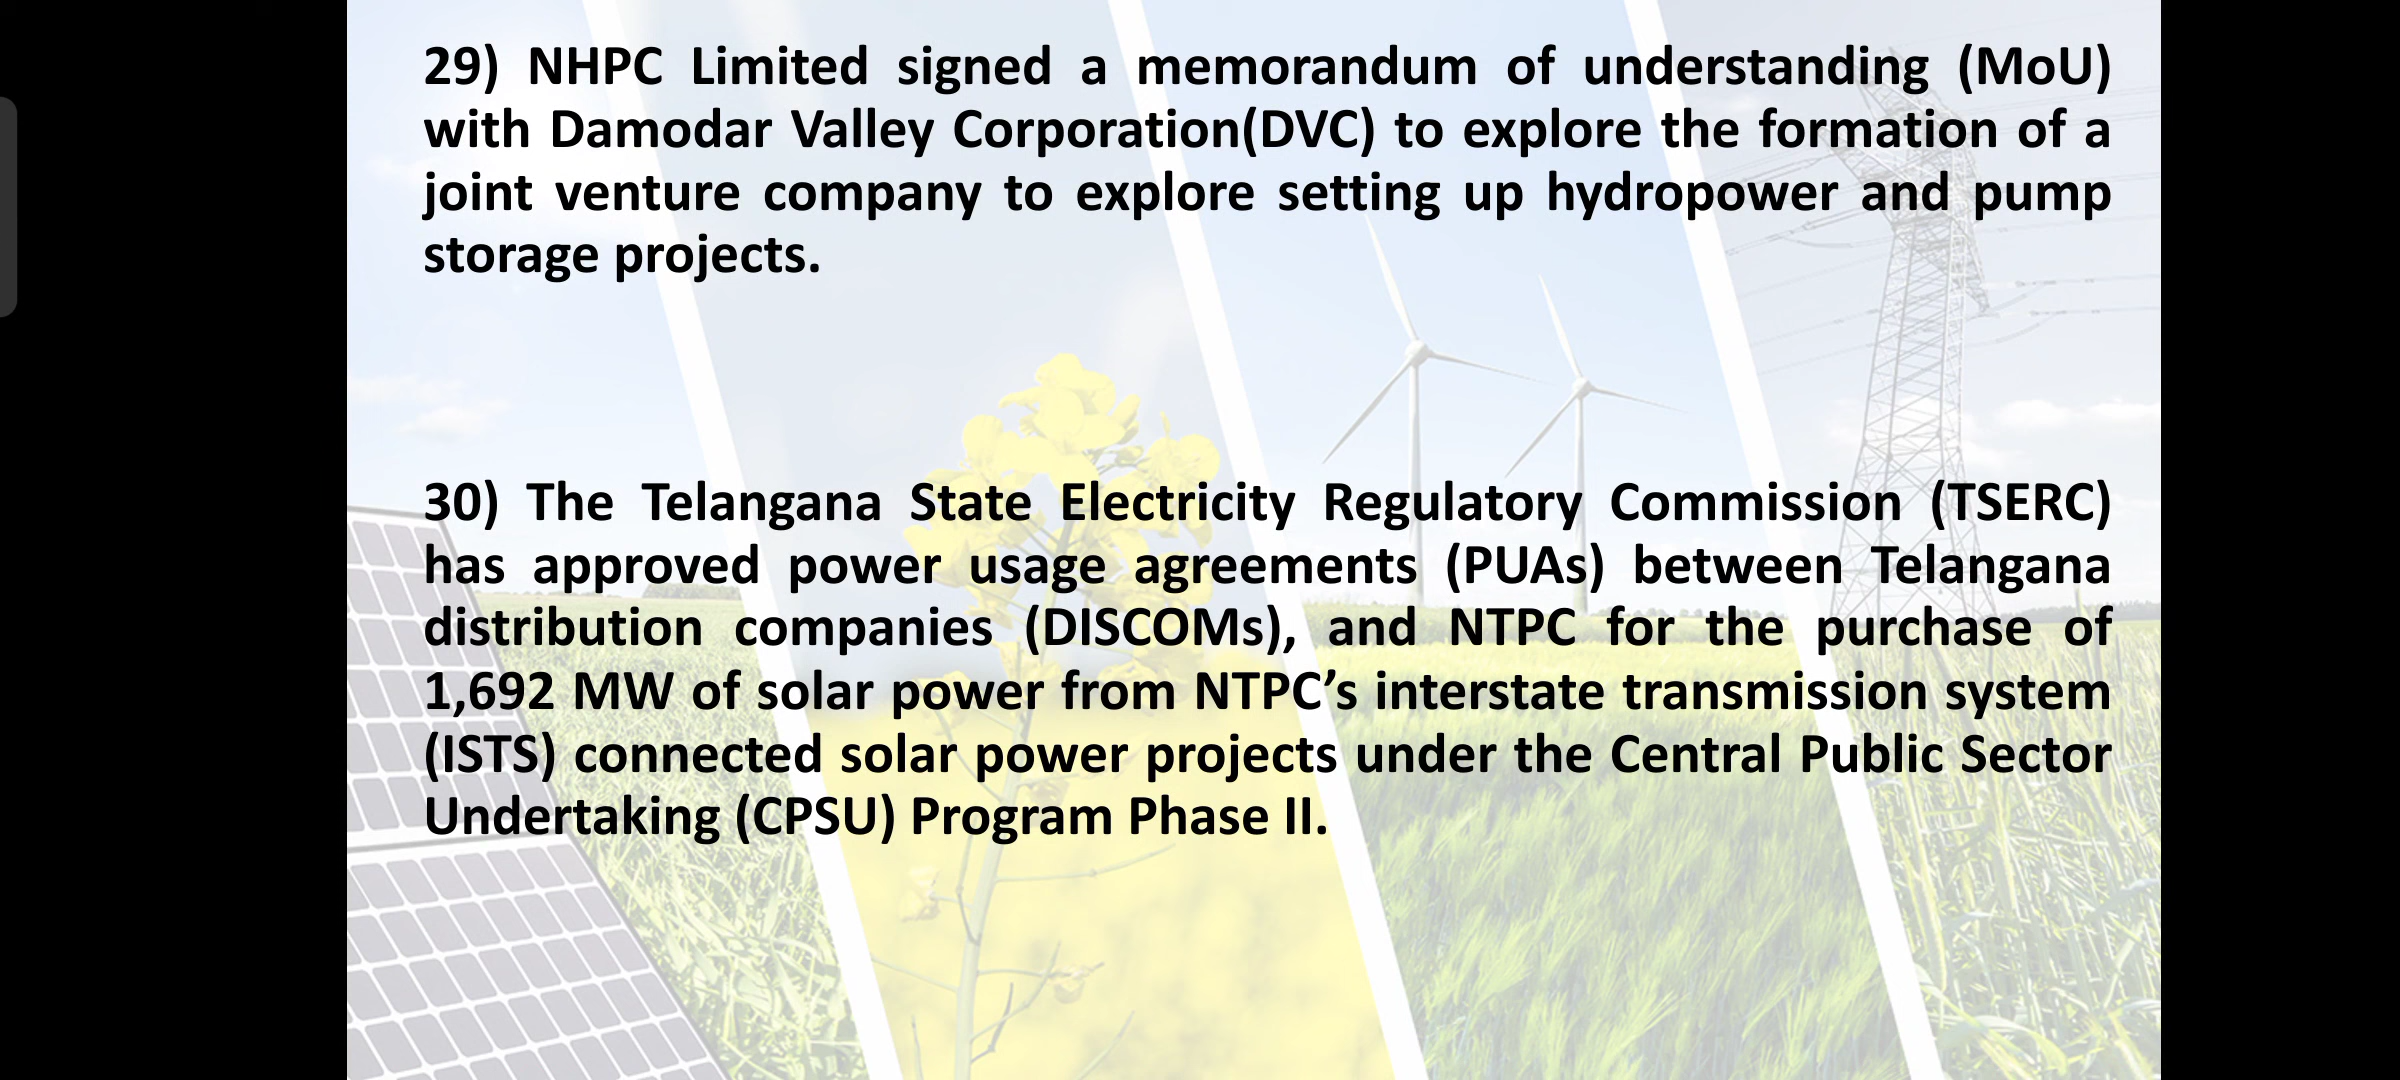 29) NHPC Limited signed a memorandum of understanding (MoU)
with Damodar Valley Corporation(DVC) to explore the formation of a
joint venture company to explore setting up hydropower and pump
storage projects.
30) The Telangana State Electricity Regulatory Commission (TSERC)
has approved power usage agreements (PUAs) between Telangana
distribution companies (DISCOMs), and NTPC for the purchase of
1,692 MW of solar power from NTPC’s interstate transmission system
(ISTS) connected solar power projects under the Central Public Sector
Undertaking (CPSU) Program Phase II.